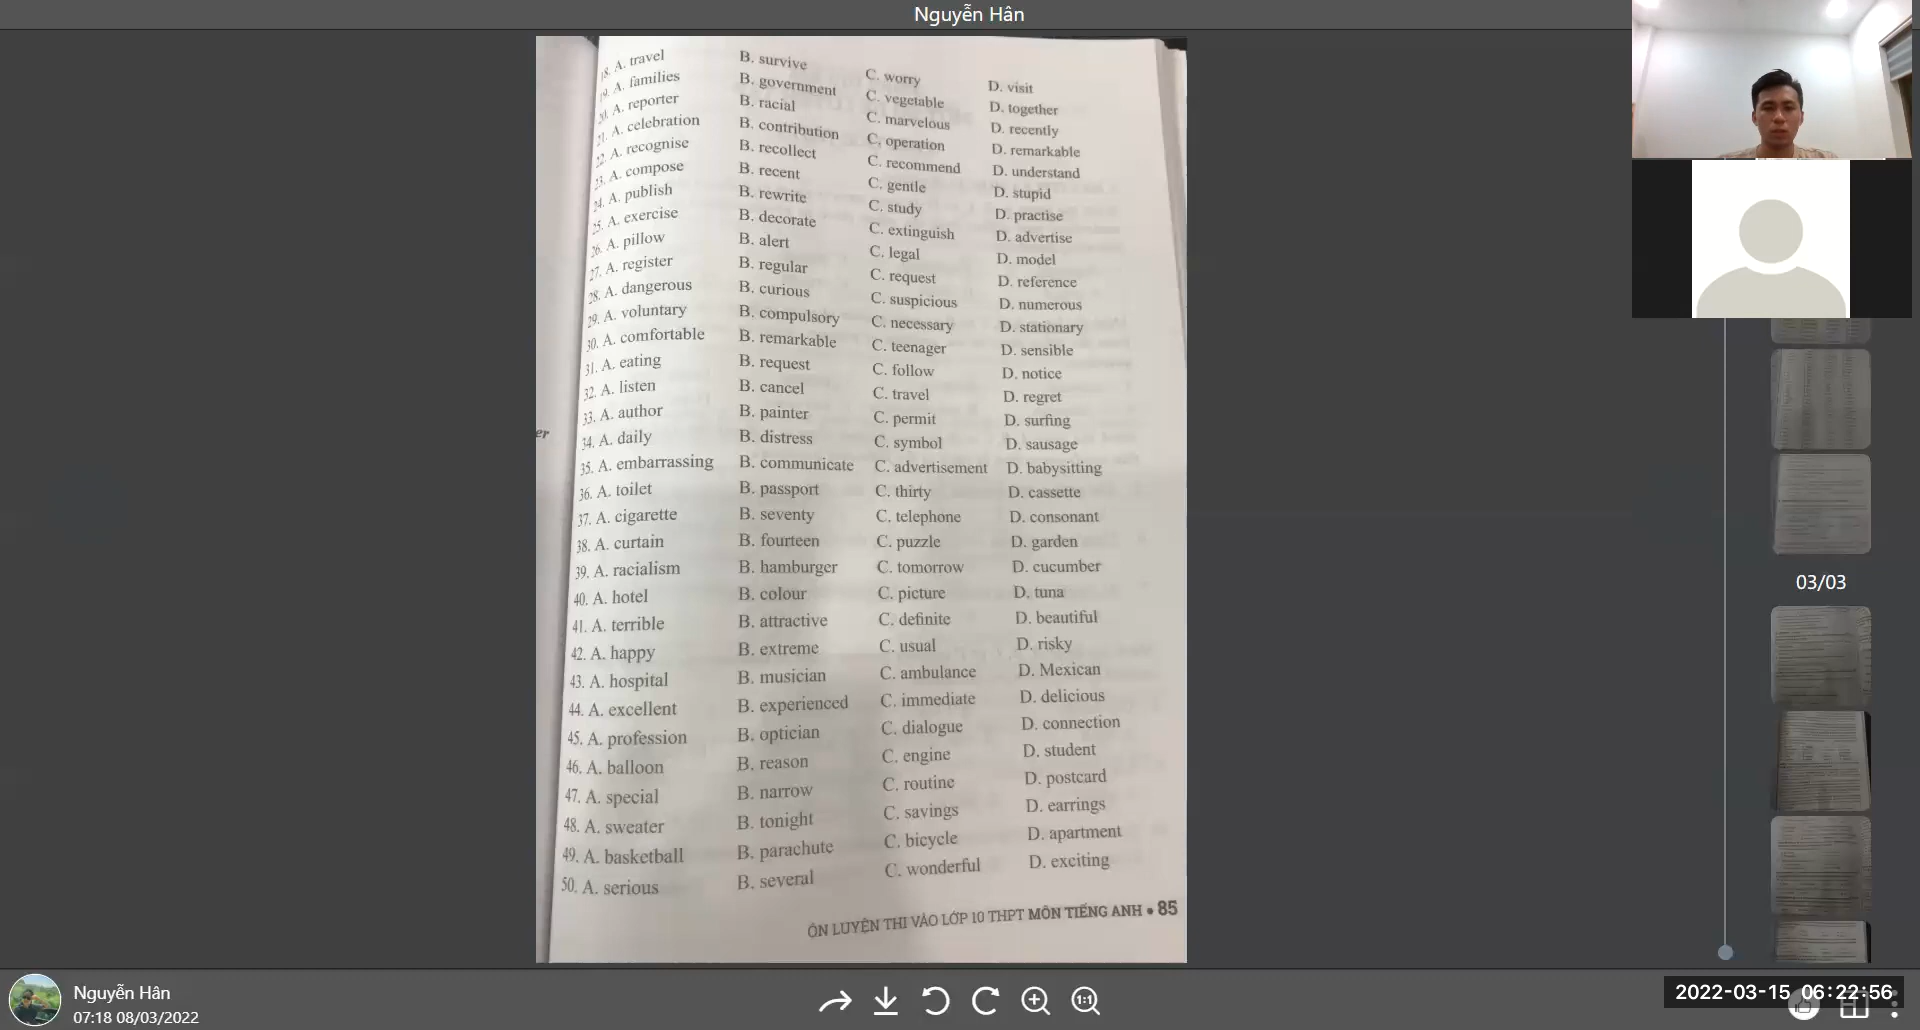 Nguyễn Hân
18. A. travel B. survive C. worry D. visit
19. A. families B. government C. vegetable D. together
20. A. reporter B. racial C. marvelous D. recently
21. A. celebration B. contribution C. operation D. remarkable
22. A. recognise B. recollect C. recommend D. understand
23. A. compose B. recent C. gentle D. stupid
24. A. publish B. rewrite C. study D. practise
25. A. exercise B. decorate C. extinguish D. advertise
26. A. pillow B. alert C. legal D. model
27. A. register B. regular C. request D. reference
28. A. dangerous B. curious C. suspicious D. numerous
29. A. voluntary B. compulsory C. necessary D. stationary
30. A. comfortable B. remarkable C. teenager D. sensible
31. A. eating B. request C. follow D. notice
32. A. listen B. cancel C. travel D. regret
33. A. author B. painter C. permit D. surfing
er
34. A. daily B. distress C. symbol D. sausage
35. A. embarrassing B. communicate C. advertisement D. babysitting
36. A. toilet B. passport C. thirty D. cassette
37. A. cigarette B. seventy C. telephone D. consonant
38. A. curtain B. fourteen C. puzzle D. garden
39. A. racialism B. hamburger C. tomorrow D. cucumber
40. A. hotel B. colour C. picture D. tuna
41. A. terrible B. attractive C. definite D. beautiful
42. A. happy B. extreme C. usual D. risky
43. A. hospital B. musician C. ambulance D. Mexican
44. A. excellent B. experienced C. immediate D. delicious
45. A. profession B. optician C. dialogue D. connection
46. A. balloon B. reason C. engine D. student
47. A. special B. narrow C. routine D. postcard
48. A. sweater B. tonight C. savings D. earrings
49. A. basketball B. parachute C. bicycle D. apartment
50. A. serious B. several C. wonderful D. exciting
ÔN LUYỆN THI VÀO LỚP 10 THPT MÔN TIẾNG ANH • 85
03/03
Nguyễn Hân
07:18 08/03/2022
1:1
2022-03-15 06:22:56